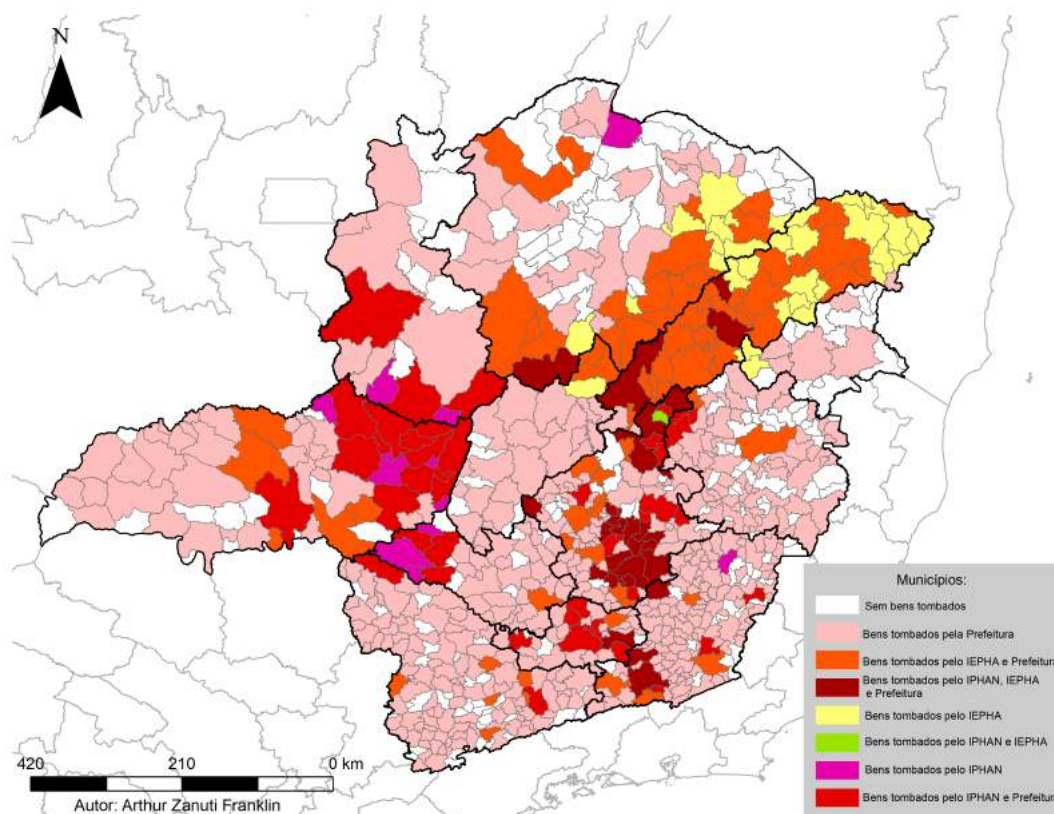 N
Municípios:
Sem bens tombados
Bens tombados pela Prefeitura
Bens tombados pelo IEPHA e Prefeitura
Bens tombados pelo IPHAN, IEPHA
e Prefeitura
Bens tombados pelo IEPHA
Bens tombados pelo IPHAN e IEPHA
Bens tombados pelo IPHAN
Bens tombados pelo IPHAN e Prefeitura
420 210 0 km
Autor: Arthur Zanuti Franklin